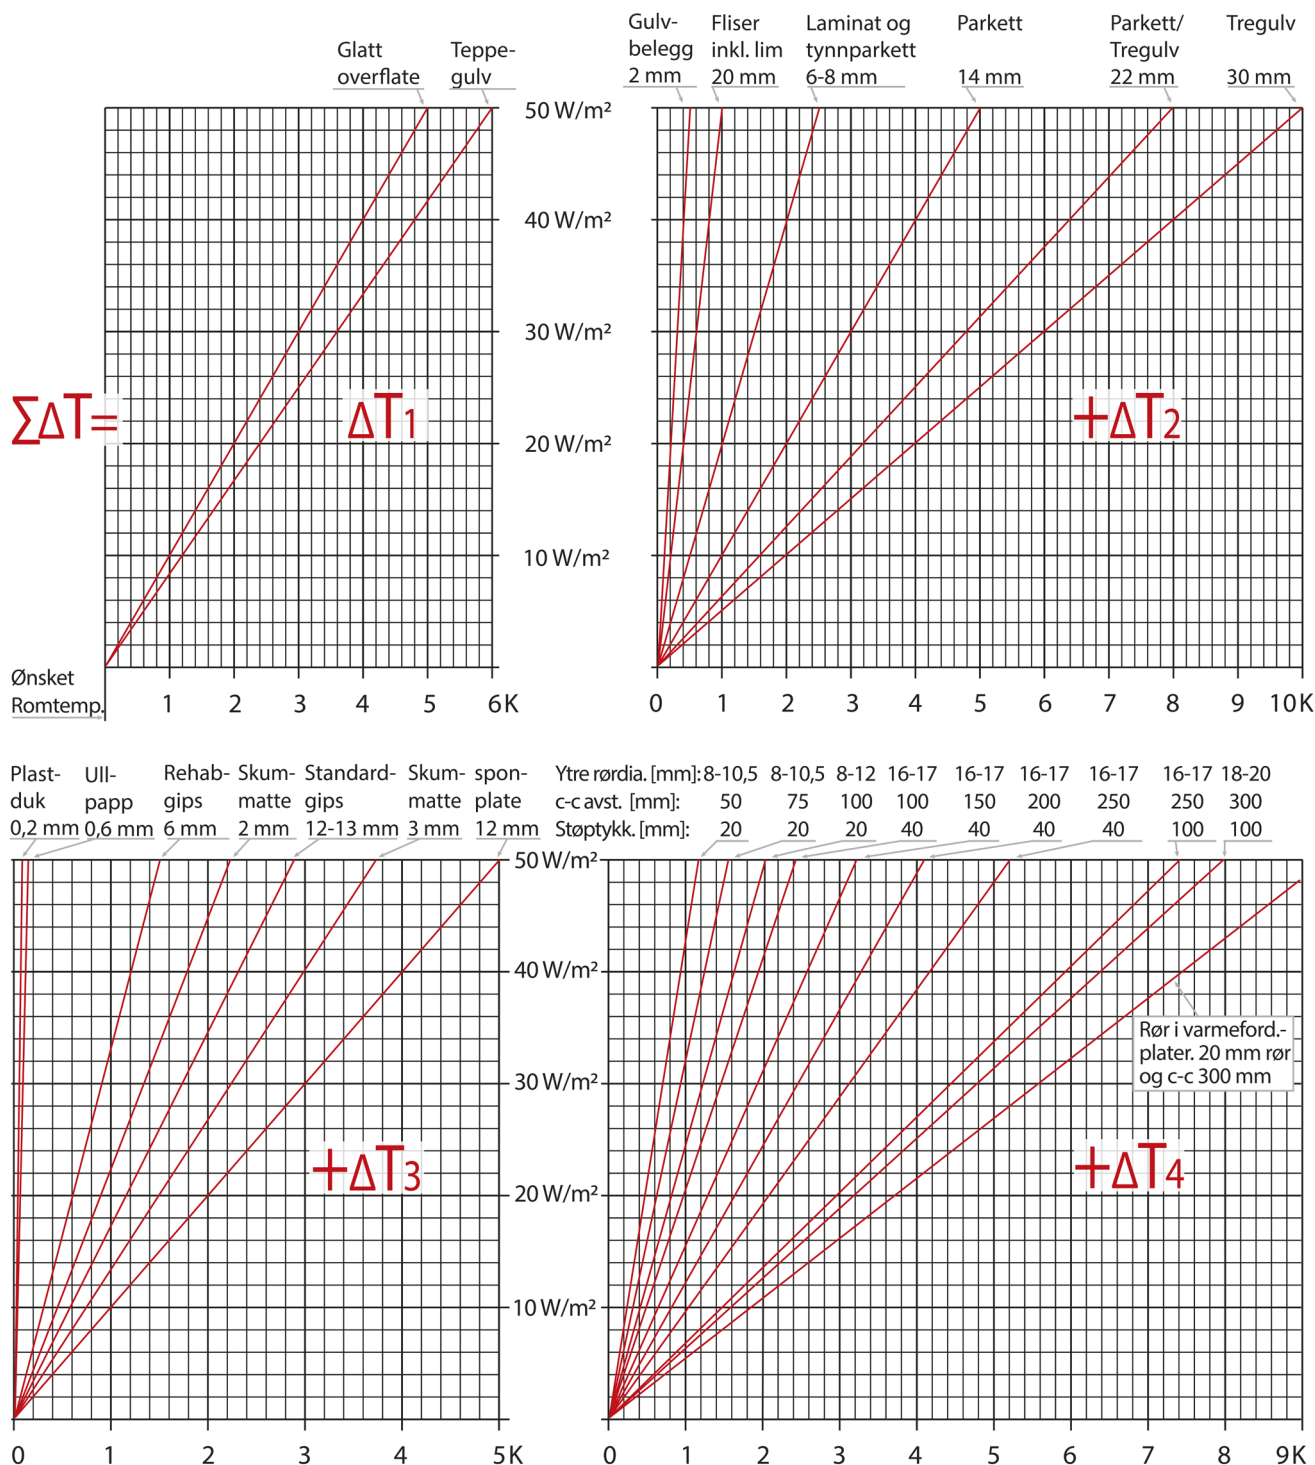 Glatt
overflate
Teppe-
gulv
Gulv-
belegg
2 mm
Fliser
inkl. lim
20 mm
Laminat og
tynnparkett
6-8 mm
Parkett
14 mm
Parkett/
Tregulv
22 mm
Tregulv
30 mm
50 W/m²
40 W/m²
30 W/m²
20 W/m²
10 W/m²
∑ΔT=
ΔT1
+ΔT2
Ønsket
Romtemp.
1 2 3 4 5 6K
0 1 2 3 4 5 6 7 8 9 10K
Plast-
duk
0,2 mm
Ull-
papp
0,6 mm
Rehab-
gips
6 mm
Skum-
matte
2 mm
Standard-
gips
12-13 mm
Skum-
matte
3 mm
spon-
plate
12 mm
Ytre rørdia. [mm]: 8-10,5 8-10,5 8-12 16-17 16-17 16-17 16-17 16-17 18-20
c-c avst. [mm]: 50 75 100 100 150 200 250 250 300
Støptykk. [mm]: 20 20 20 40 40 40 40 100 100
50 W/m²
40 W/m²
30 W/m²
20 W/m²
10 W/m²
Rør i varmeford.-
plater. 20 mm rør
og c-c 300 mm
+ΔT3
+ΔT4
0 1 2 3 4 5K
0 1 2 3 4 5 6 7 8 9K